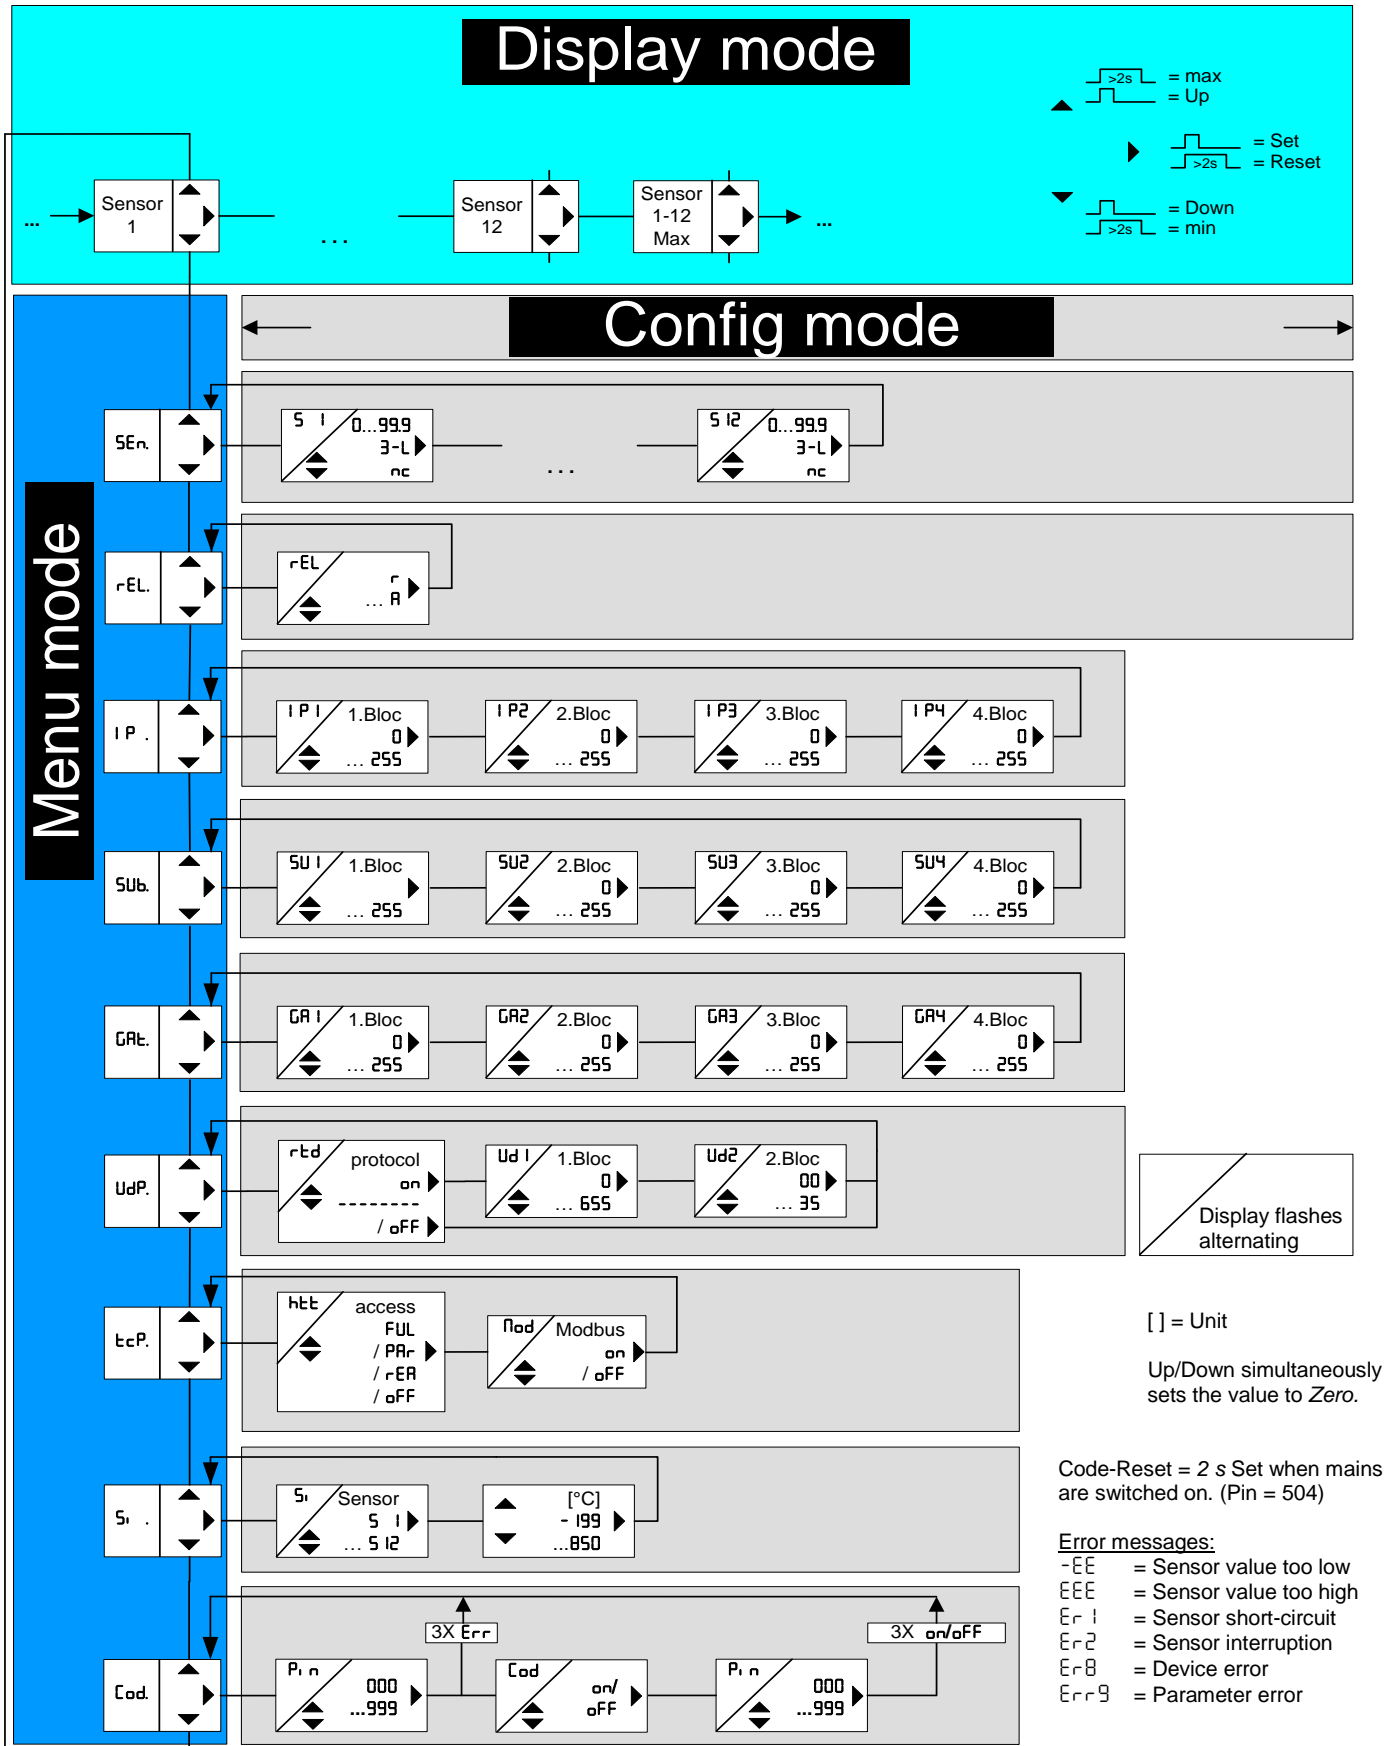 Display mode
>2s = max
= Up
= Set
>2s = Reset
= Down
>2s = min
...
Sensor
1
...
Sensor
12
Sensor
1-12
Max
...
Menu mode
Config mode
SEn.
S 1
0...99.9
3-L
nc
...
S 12
0...99.9
3-L
nc
rEL.
rEL
r
... A
IP .
IP1
1.Bloc
0
... 255
IP2
2.Bloc
0
... 255
IP3
3.Bloc
0
... 255
IP4
4.Bloc
0
... 255
SUb.
SU1
1.Bloc
... 255
SU2
2.Bloc
0
... 255
SU3
3.Bloc
0
... 255
SU4
4.Bloc
0
... 255
GAt.
GA1
1.Bloc
0
... 255
GA2
2.Bloc
0
... 255
GA3
3.Bloc
0
... 255
GA4
4.Bloc
0
... 255
UdP.
rtd
protocol
on
--------
/ oFF
Ud1
1.Bloc
0
... 655
Ud2
2.Bloc
00
... 35
Display flashes
alternating
tcP.
htt
access
FUL
/ PAr
/ rEA
/ oFF
Mod
Modbus
on
/ oFF
[ ] = Unit
Up/Down simultaneously
sets the value to Zero.
Si .
Si
Sensor
S 1
... S 12
[°C]
-199
...850
Code-Reset = 2 s Set when mains
are switched on. (Pin = 504)
Error messages:
-EE = Sensor value too low
EEE = Sensor value too high
Er1 = Sensor short-circuit
Er2 = Sensor interruption
Er8 = Device error
Err9 = Parameter error
Cod.
Pin
000
...999
3X Err
Cod
on/
oFF
Pin
000
...999
3X on/oFF